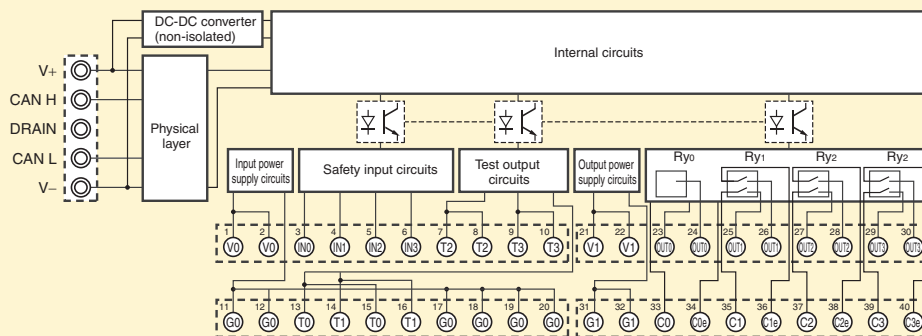 DC-DC converter
(non-isolated)
Internal circuits
V+
CAN H
DRAIN
CAN L
V−
Physical
layer
Input power
supply circuits
Safety input circuits
Test output
circuits
Output power
supply circuits
Ry0 Ry1 Ry2 Ry2
1 2 3 4 5 6 7 8 9 10 21 22 23 24 25 26 27 28 29 30
V0 V0 IN0 IN1 IN2 IN3 T2 T2 T3 T3 V1 V1 OUT0 OUT0 OUT1 OUT1 OUT2 OUT2 OUT3 OUT3
11 12 13 14 15 16 17 18 19 20 31 32 33 34 35 36 37 38 39 40
G0 G0 T0 T1 T0 T1 G0 G0 G0 G0 G1 G1 C0 C0e C1 C1e C2 C2e C3 C3e